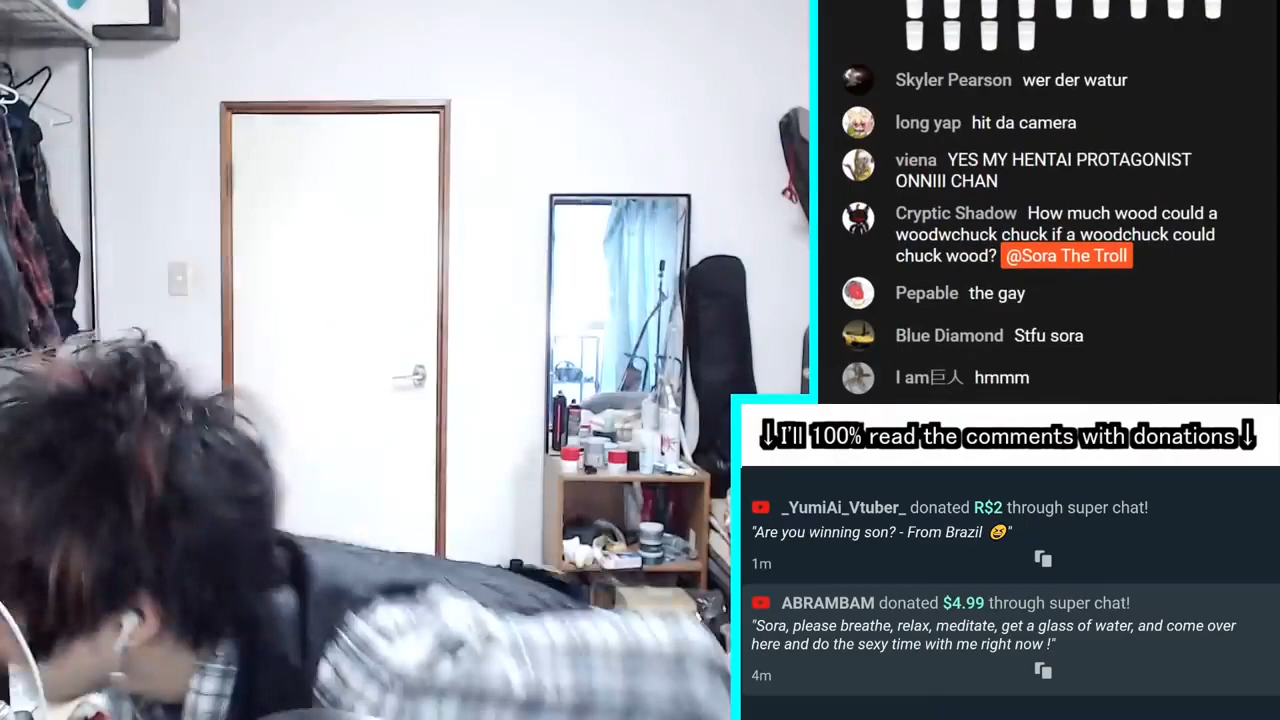 Skyler Pearson wer der watur
long yap hit da camera
viena YES MY HENTAI PROTAGONIST
ONNIII CHAN
Cryptic Shadow How much wood could a
woodwchuck chuck if a woodchuck could
chuck wood? @Sora The Troll
Pepable the gay
Blue Diamond Stfu sora
I am巨人 hmmm
↓I'll 100% read the comments with donations↓
_YumiAi_Vtuber_ donated R$2 through super chat!
"Are you winning son? - From Brazil 😆"
1m
ABRAMBAM donated $4.99 through super chat!
"Sora, please breathe, relax, meditate, get a glass of water, and come over
here and do the sexy time with me right now !"
4m